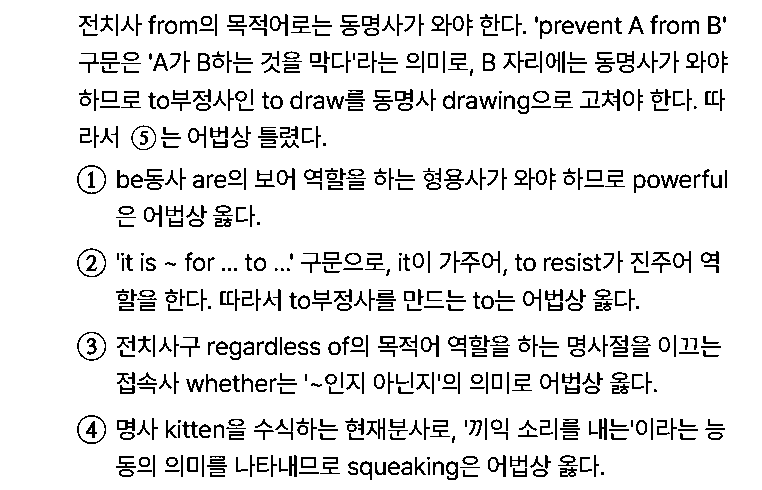 전치사 from의 목적어로는 동명사가 와야 한다. 'prevent A from B'
구문은 'A가 B하는 것을 막다'라는 의미로, B 자리에는 동명사가 와야
하므로 to부정사인 to draw를 동명사 drawing으로 고쳐야 한다. 따
라서 ⑤는 어법상 틀렸다.
① be동사 are의 보어 역할을 하는 형용사가 와야 하므로 powerful
은 어법상 옳다.
② 'it is ~ for ... to ...' 구문으로, it이 가주어, to resist가 진주어 역
할을 한다. 따라서 to부정사를 만드는 to는 어법상 옳다.
③ 전치사구 regardless of의 목적어 역할을 하는 명사절을 이끄는
접속사 whether는 '~인지 아닌지'의 의미로 어법상 옳다.
④ 명사 kitten을 수식하는 현재분사로, '끼익 소리를 내는'이라는 능
동의 의미를 나타내므로 squeaking은 어법상 옳다.